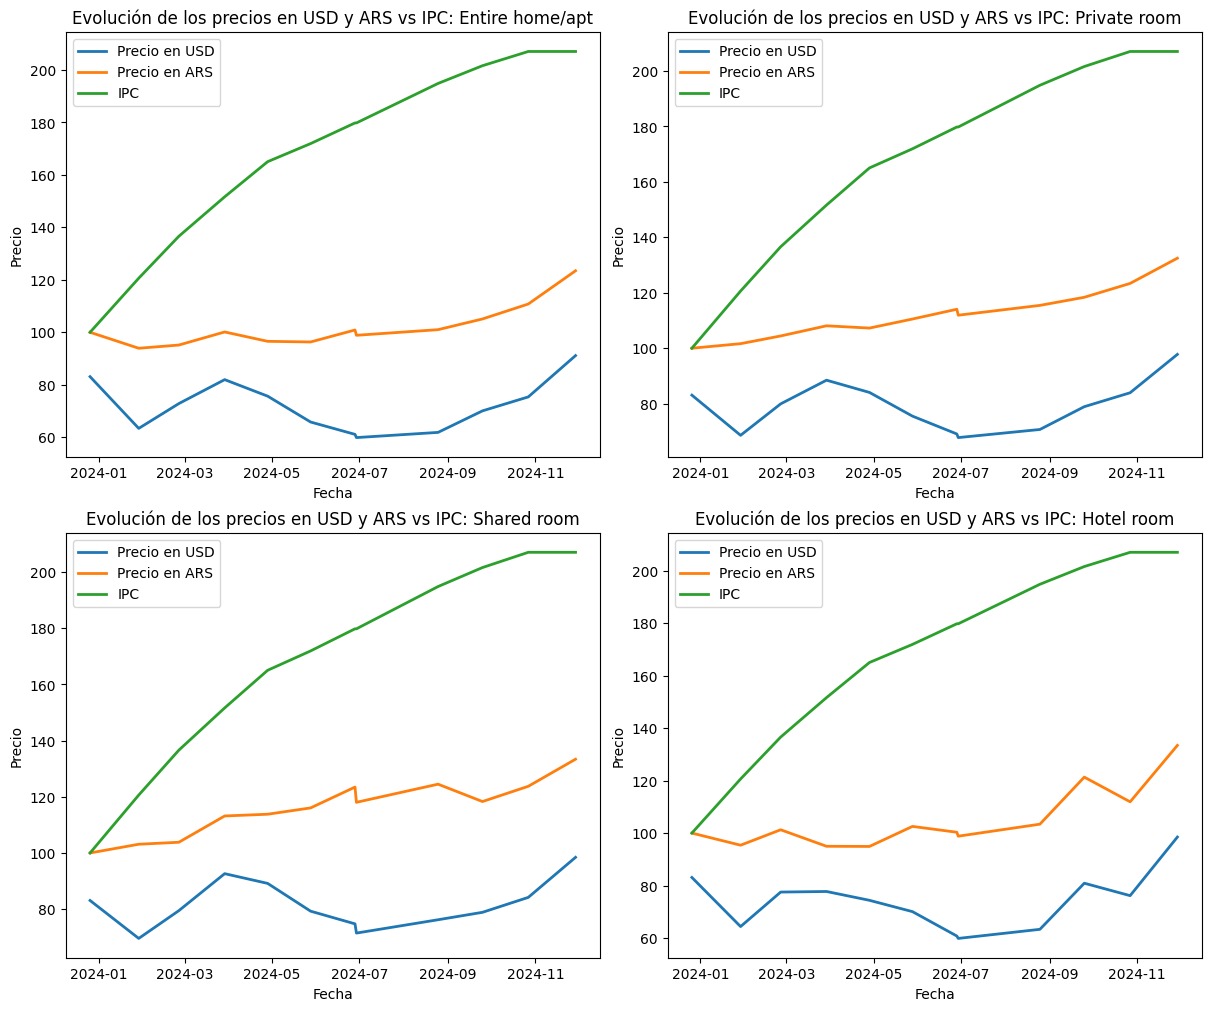 Evolución de los precios en USD y ARS vs IPC: Entire home/apt
Precio en USD
Precio en ARS
IPC
Precio
200
180
160
140
120
100
80
60
2024-01 2024-03 2024-05 2024-07 2024-09 2024-11
Fecha
Evolución de los precios en USD y ARS vs IPC: Private room
Precio en USD
Precio en ARS
IPC
Precio
200
180
160
140
120
100
80
2024-01 2024-03 2024-05 2024-07 2024-09 2024-11
Fecha
Evolución de los precios en USD y ARS vs IPC: Shared room
Precio en USD
Precio en ARS
IPC
Precio
200
180
160
140
120
100
80
2024-01 2024-03 2024-05 2024-07 2024-09 2024-11
Fecha
Evolución de los precios en USD y ARS vs IPC: Hotel room
Precio en USD
Precio en ARS
IPC
Precio
200
180
160
140
120
100
80
60
2024-01 2024-03 2024-05 2024-07 2024-09 2024-11
Fecha